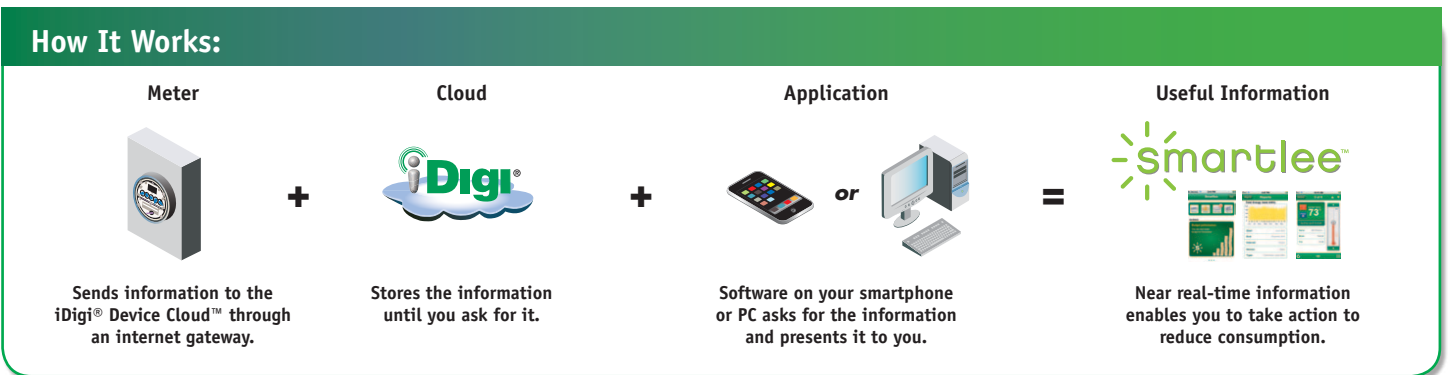 How It Works:
Meter
Cloud
Application
Useful Information
iDigi®
or
smartlee™
73°
+
+
=
Sends information to the
iDigi® Device Cloud™ through
an internet gateway.
Stores the information
until you ask for it.
Software on your smartphone
or PC asks for the information
and presents it to you.
Near real-time information
enables you to take action to
reduce consumption.